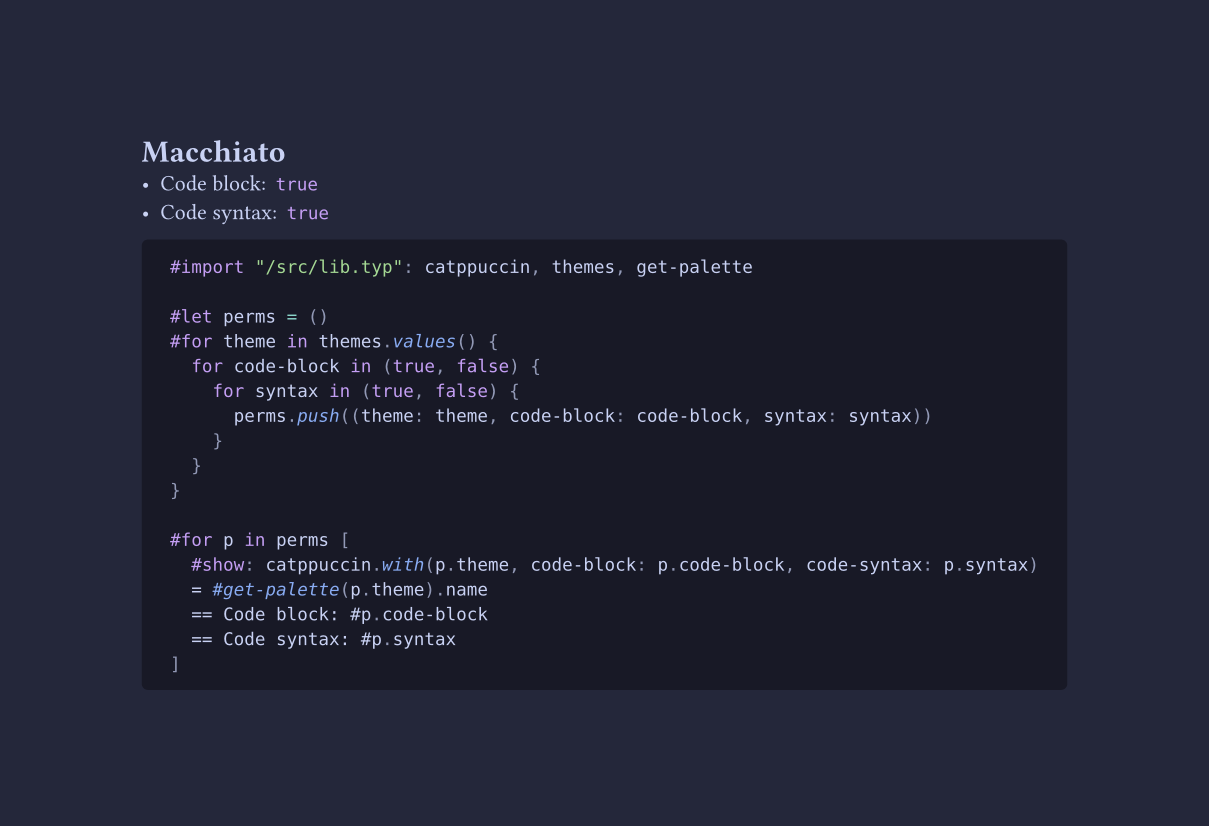 Macchiato
• Code block: true
• Code syntax: true
#import "/src/lib.typ": catppuccin, themes, get-palette

#let perms = ()
#for theme in themes.values() {
  for code-block in (true, false) {
    for syntax in (true, false) {
      perms.push((theme: theme, code-block: code-block, syntax: syntax))
    }
  }
}

#for p in perms [
  #show: catppuccin.with(p.theme, code-block: p.code-block, code-syntax: p.syntax)
  = #get-palette(p.theme).name
  == Code block: #p.code-block
  == Code syntax: #p.syntax
]